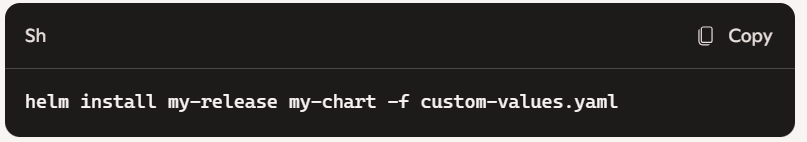 Sh
Copy
helm install my-release my-chart -f custom-values.yaml